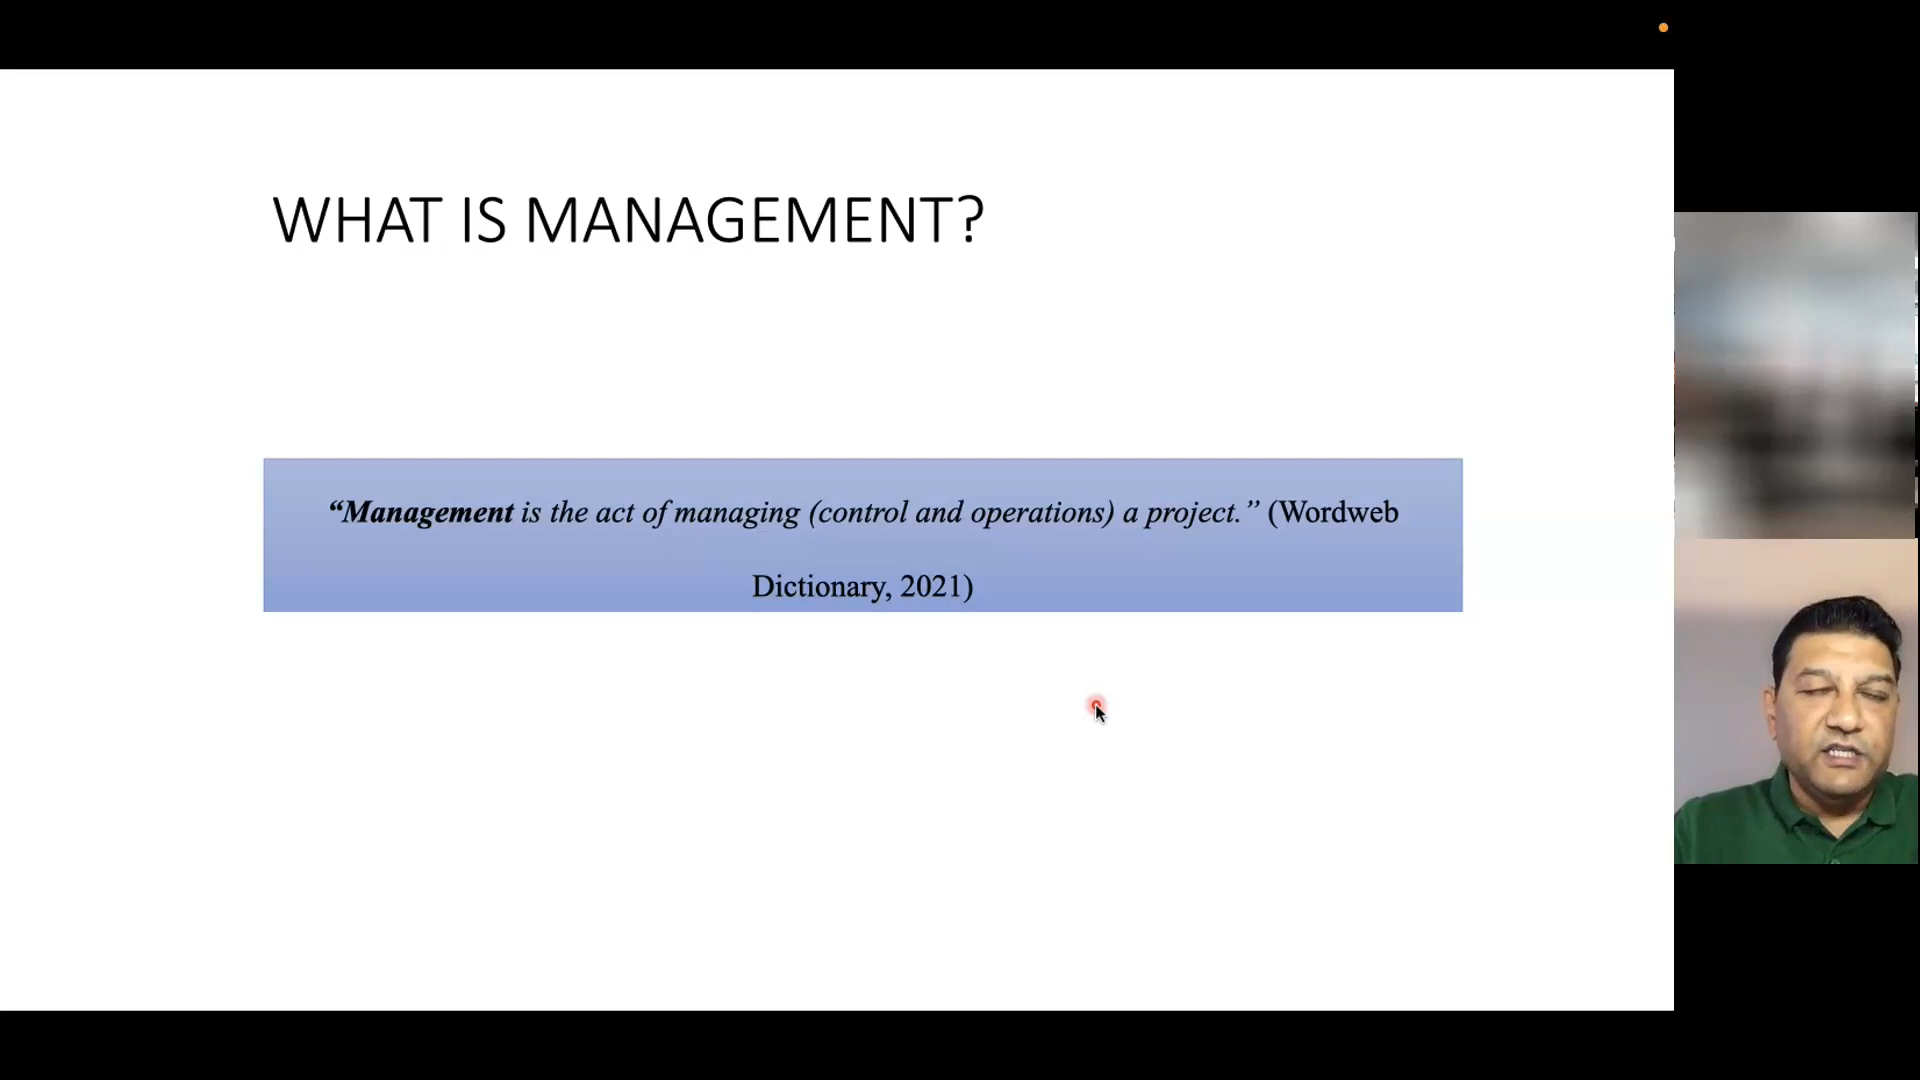 WHAT IS MANAGEMENT?
“Management is the act of managing (control and operations) a project.” (Wordweb
Dictionary, 2021)